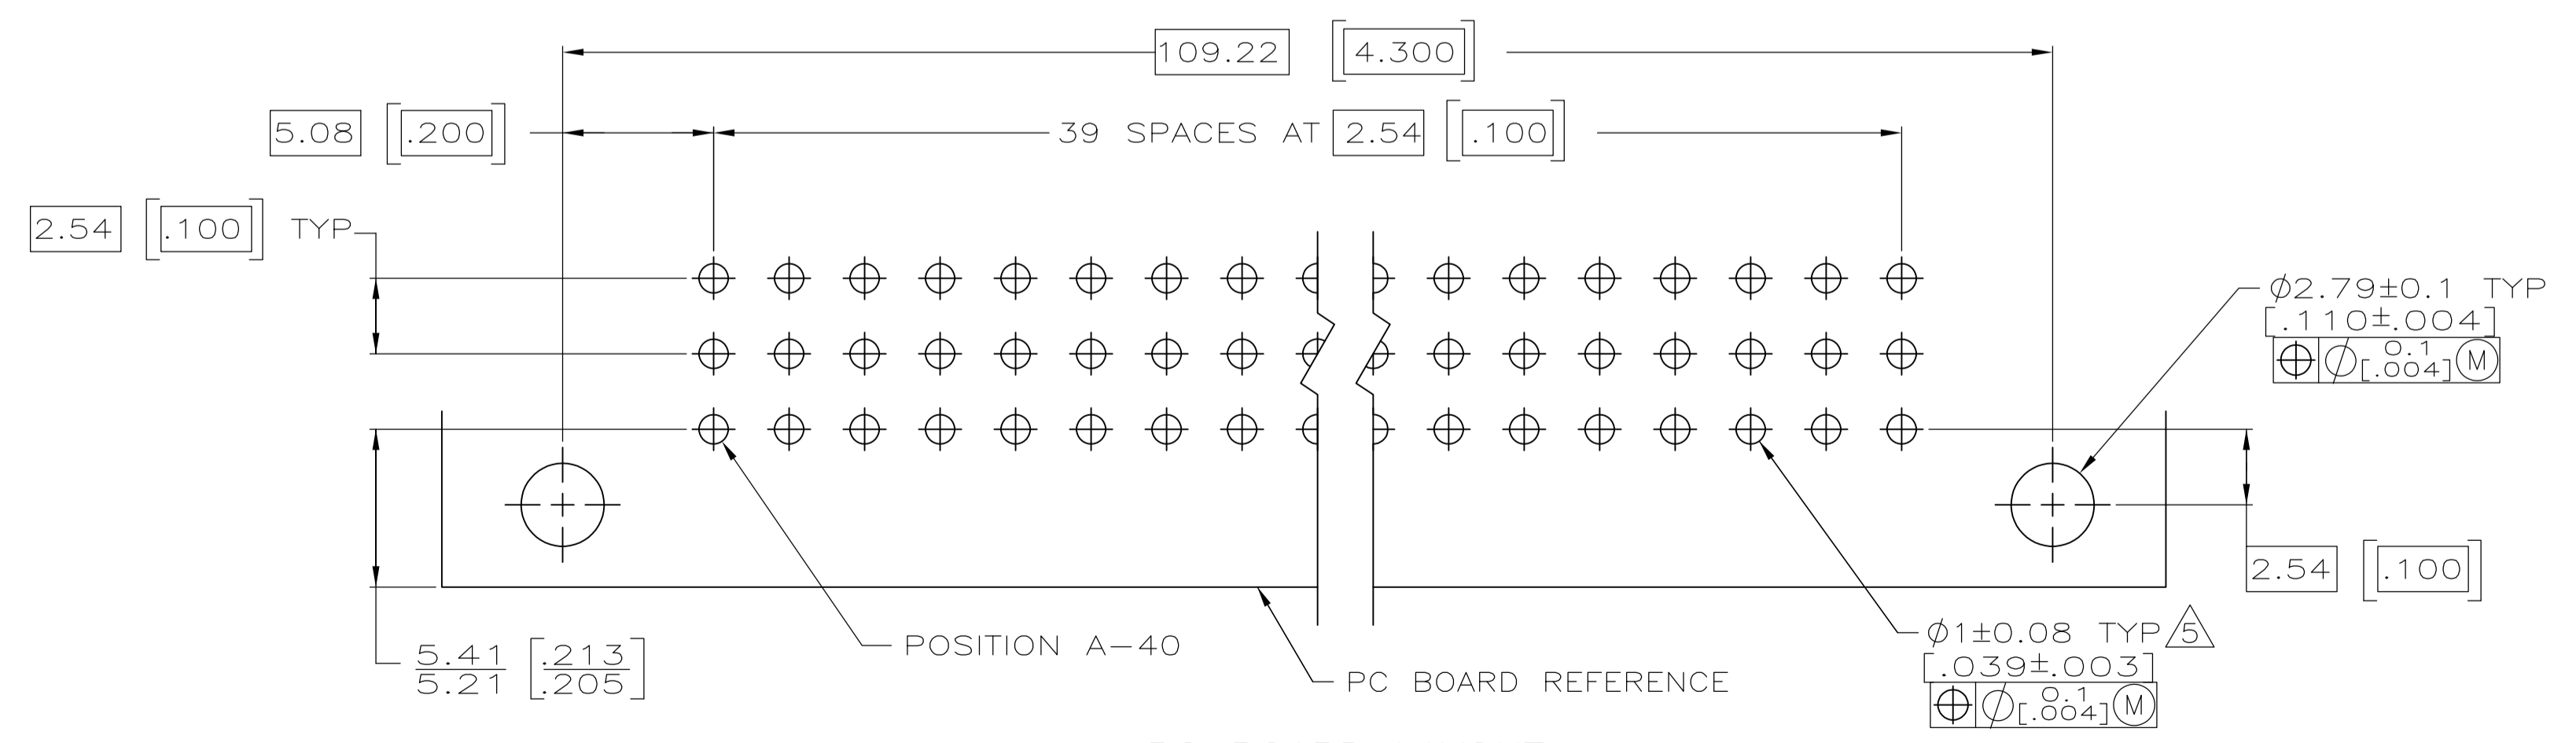 109.22 [4.300]
5.08 [.200]
39 SPACES AT 2.54 [.100]
2.54 [.100] TYP
⌀2.79±0.1 TYP
[.110±.004]
⌖ ⌀ 0.1 [.004] Ⓜ
2.54 [.100]
⌀1±0.08 TYP 5
[.039±.003]
⌖ ⌀ 0.1 [.004] Ⓜ
POSITION A-40
5.41 [.213]
5.21 [.205]
PC BOARD REFERENCE